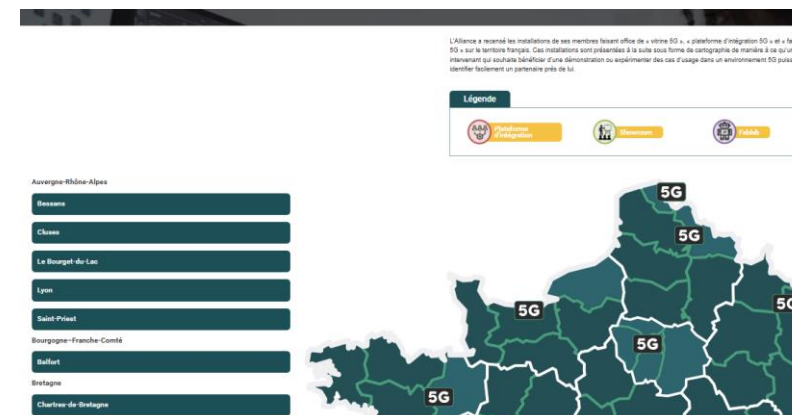 L'Alliance a recensé les installations de ses membres faisant office de « vitrine 5G », « plateforme d'intégration 5G » et « fa
5G » sur le territoire français. Ces installations sont présentées à la suite sous forme de cartographie de manière à ce qu'un
intervenant qui souhaite bénéficier d'une démonstration ou expérimenter des cas d'usage dans un environnement 5G puiss
identifier facilement un partenaire près de lui.
Légende
Plateforme
d'intégration
Showroom
Fablab
Auvergne-Rhône-Alpes
Bessans
Cluses
Le Bourget-du-Lac
Lyon
Saint-Priest
Bourgogne-Franche-Comté
Belfort
Bretagne
Chartres-de-Bretagne
5G
5G
5G
5G
5G
5G